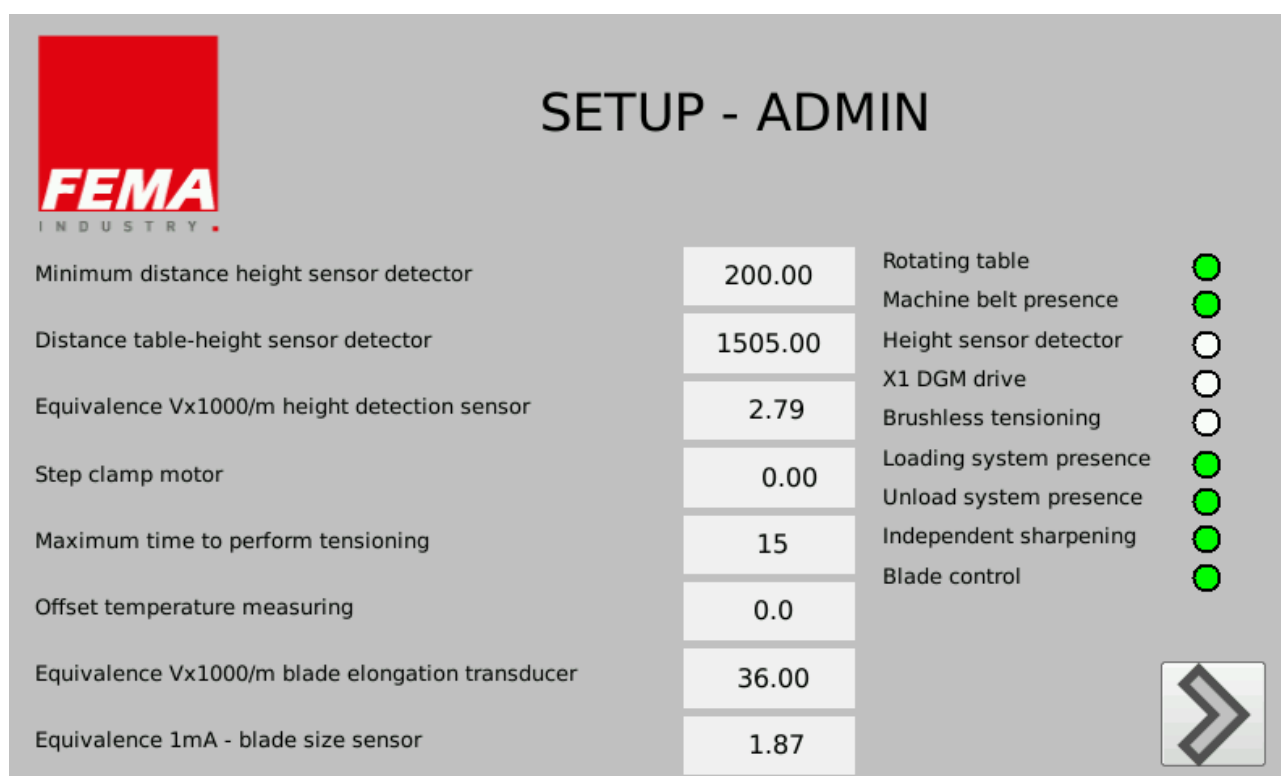 SETUP - ADMIN
FEMA
INDUSTRY.
Minimum distance height sensor detector 200.00
Distance table-height sensor detector 1505.00
Equivalence Vx1000/m height detection sensor 2.79
Step clamp motor 0.00
Maximum time to perform tensioning 15
Offset temperature measuring 0.0
Equivalence Vx1000/m blade elongation transducer 36.00
Equivalence 1mA - blade size sensor 1.87
Rotating table
Machine belt presence
Height sensor detector
X1 DGM drive
Brushless tensioning
Loading system presence
Unload system presence
Independent sharpening
Blade control